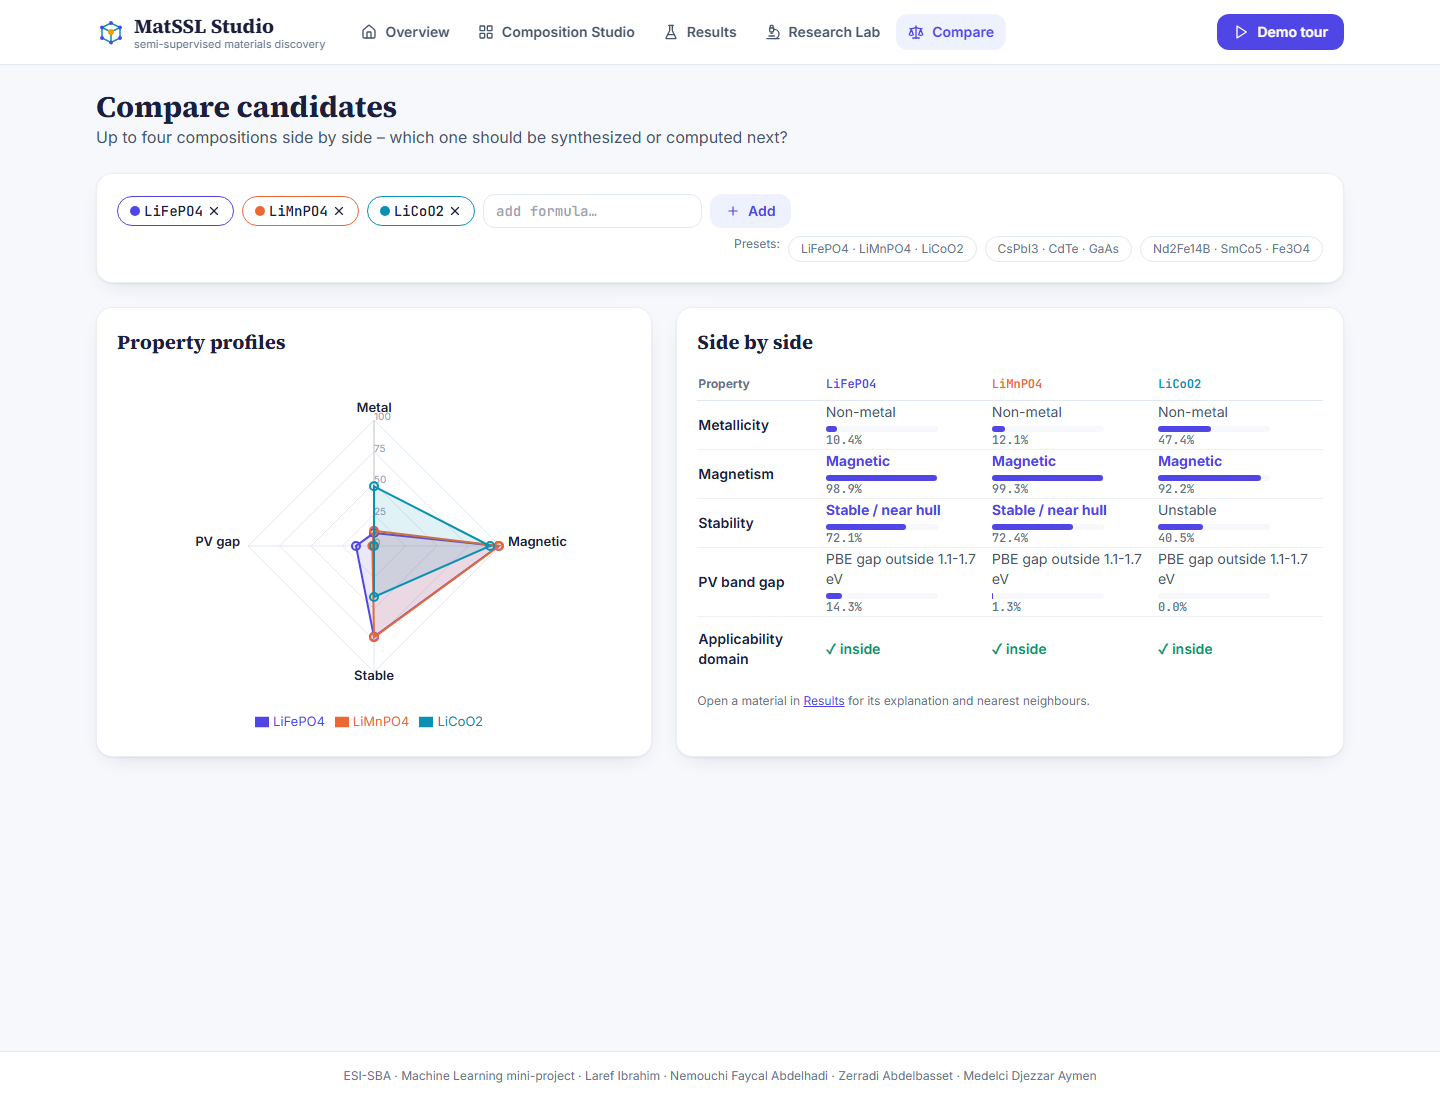 MatSSL Studio
semi-supervised materials discovery
Overview
Composition Studio
Results
Research Lab
Compare
Demo tour
Compare candidates
Up to four compositions side by side – which one should be synthesized or computed next?
LiFePO4 ×
LiMnPO4 ×
LiCoO2 ×
add formula…
+ Add
Presets:
LiFePO4 · LiMnPO4 · LiCoO2
CsPbI3 · CdTe · GaAs
Nd2Fe14B · SmCo5 · Fe3O4
Property profiles
Metal
100
75
50
25
0
PV gap
Magnetic
Stable
LiFePO4
LiMnPO4
LiCoO2
Side by side
Property LiFePO4 LiMnPO4 LiCoO2
Metallicity
Non-metal Non-metal Non-metal
10.4% 12.1% 47.4%
Magnetism
Magnetic Magnetic Magnetic
98.9% 99.3% 92.2%
Stability
Stable / near hull Stable / near hull Unstable
72.1% 72.4% 40.5%
PV band gap
PBE gap outside 1.1-1.7 PBE gap outside 1.1-1.7 PBE gap outside 1.1-1.7
eV eV eV
14.3% 1.3% 0.0%
Applicability
domain
✓ inside ✓ inside ✓ inside
Open a material in Results for its explanation and nearest neighbours.
ESI-SBA · Machine Learning mini-project · Laref Ibrahim · Nemouchi Faycal Abdelhadi · Zerradi Abdelbasset · Medelci Djezzar Aymen